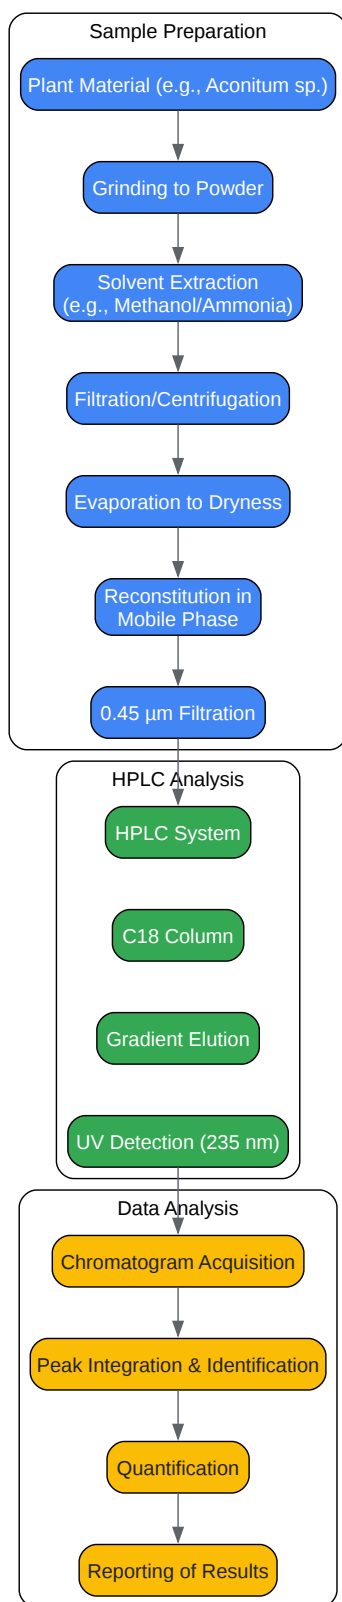 Sample Preparation
Plant Material (e.g., Aconitum sp.)
Grinding to Powder
Solvent Extraction
(e.g., Methanol/Ammonia)
Filtration/Centrifugation
Evaporation to Dryness
Reconstitution in
Mobile Phase
0.45 µm Filtration
HPLC Analysis
HPLC System
C18 Column
Gradient Elution
UV Detection (235 nm)
Data Analysis
Chromatogram Acquisition
Peak Integration & Identification
Quantification
Reporting of Results